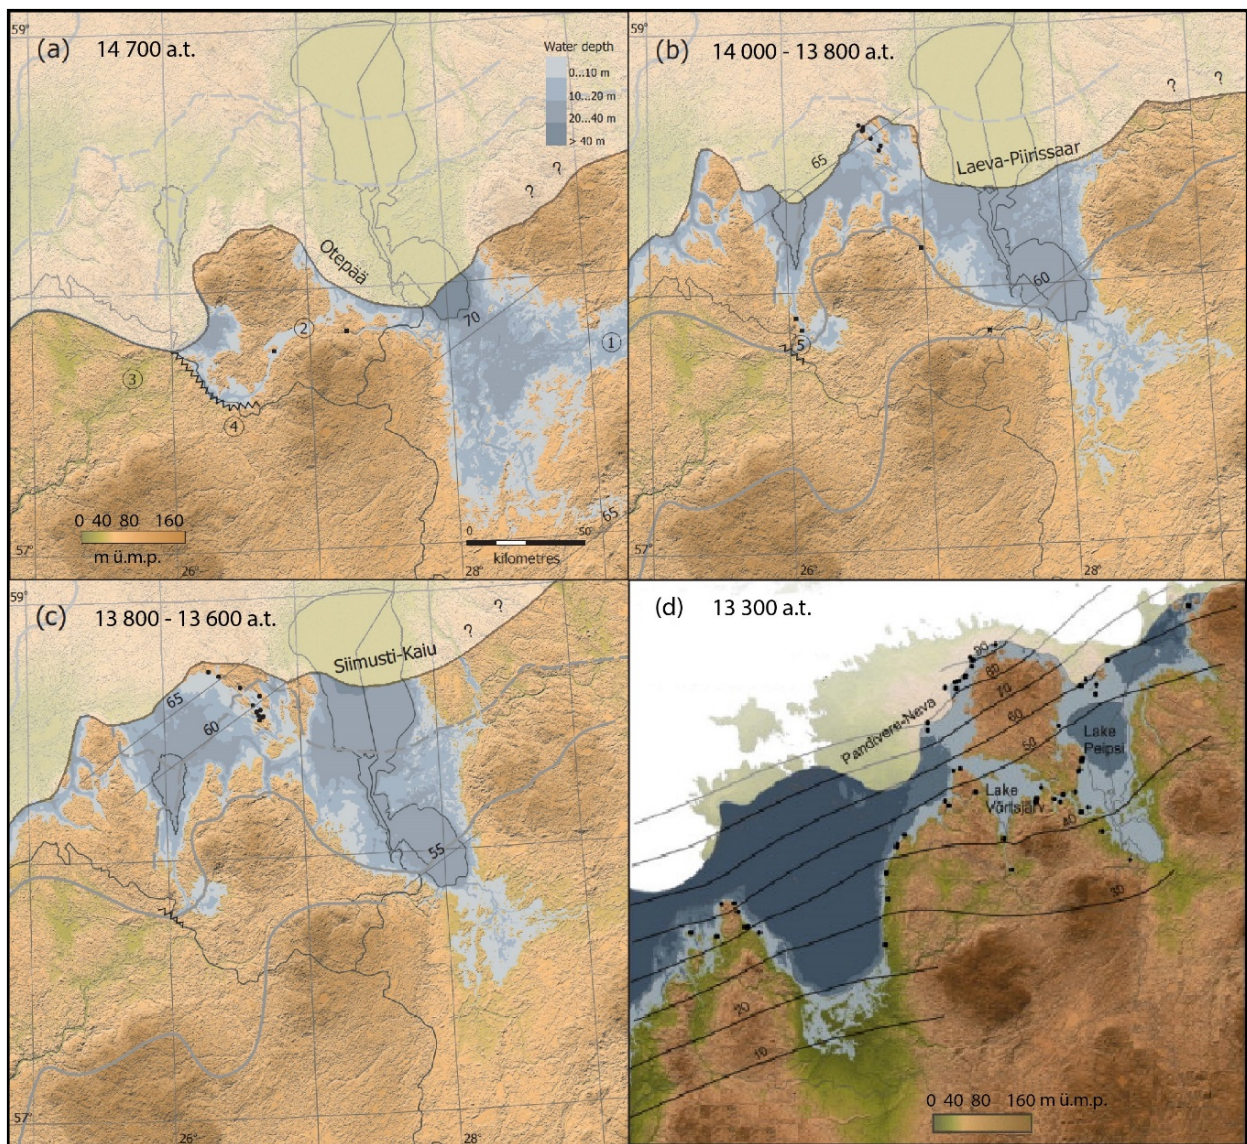 59°
(a) 14 700 a.t.
Water depth
0...10 m
10...20 m
20...40 m
> 40 m
? ?
Otepää
70
1
2
3
4
65
0 40 80 160
m ü.m.p.
0 50
kilometres
57°
26° 28°
59°
(b) 14 000 - 13 800 a.t.
? ?
65
Laeva-Piirissaar
60
5
57°
26° 28°
59°
(c) 13 800 - 13 600 a.t.
? ?
Siimusti-Kaiu
65
60
55
57°
26° 28°
(d) 13 300 a.t.
90
80
70
60
50
Pandivere-Neva
Lake
Peipsi
Lake
Võrtsjärv
40
30
20
10
0 40 80 160 m ü.m.p.